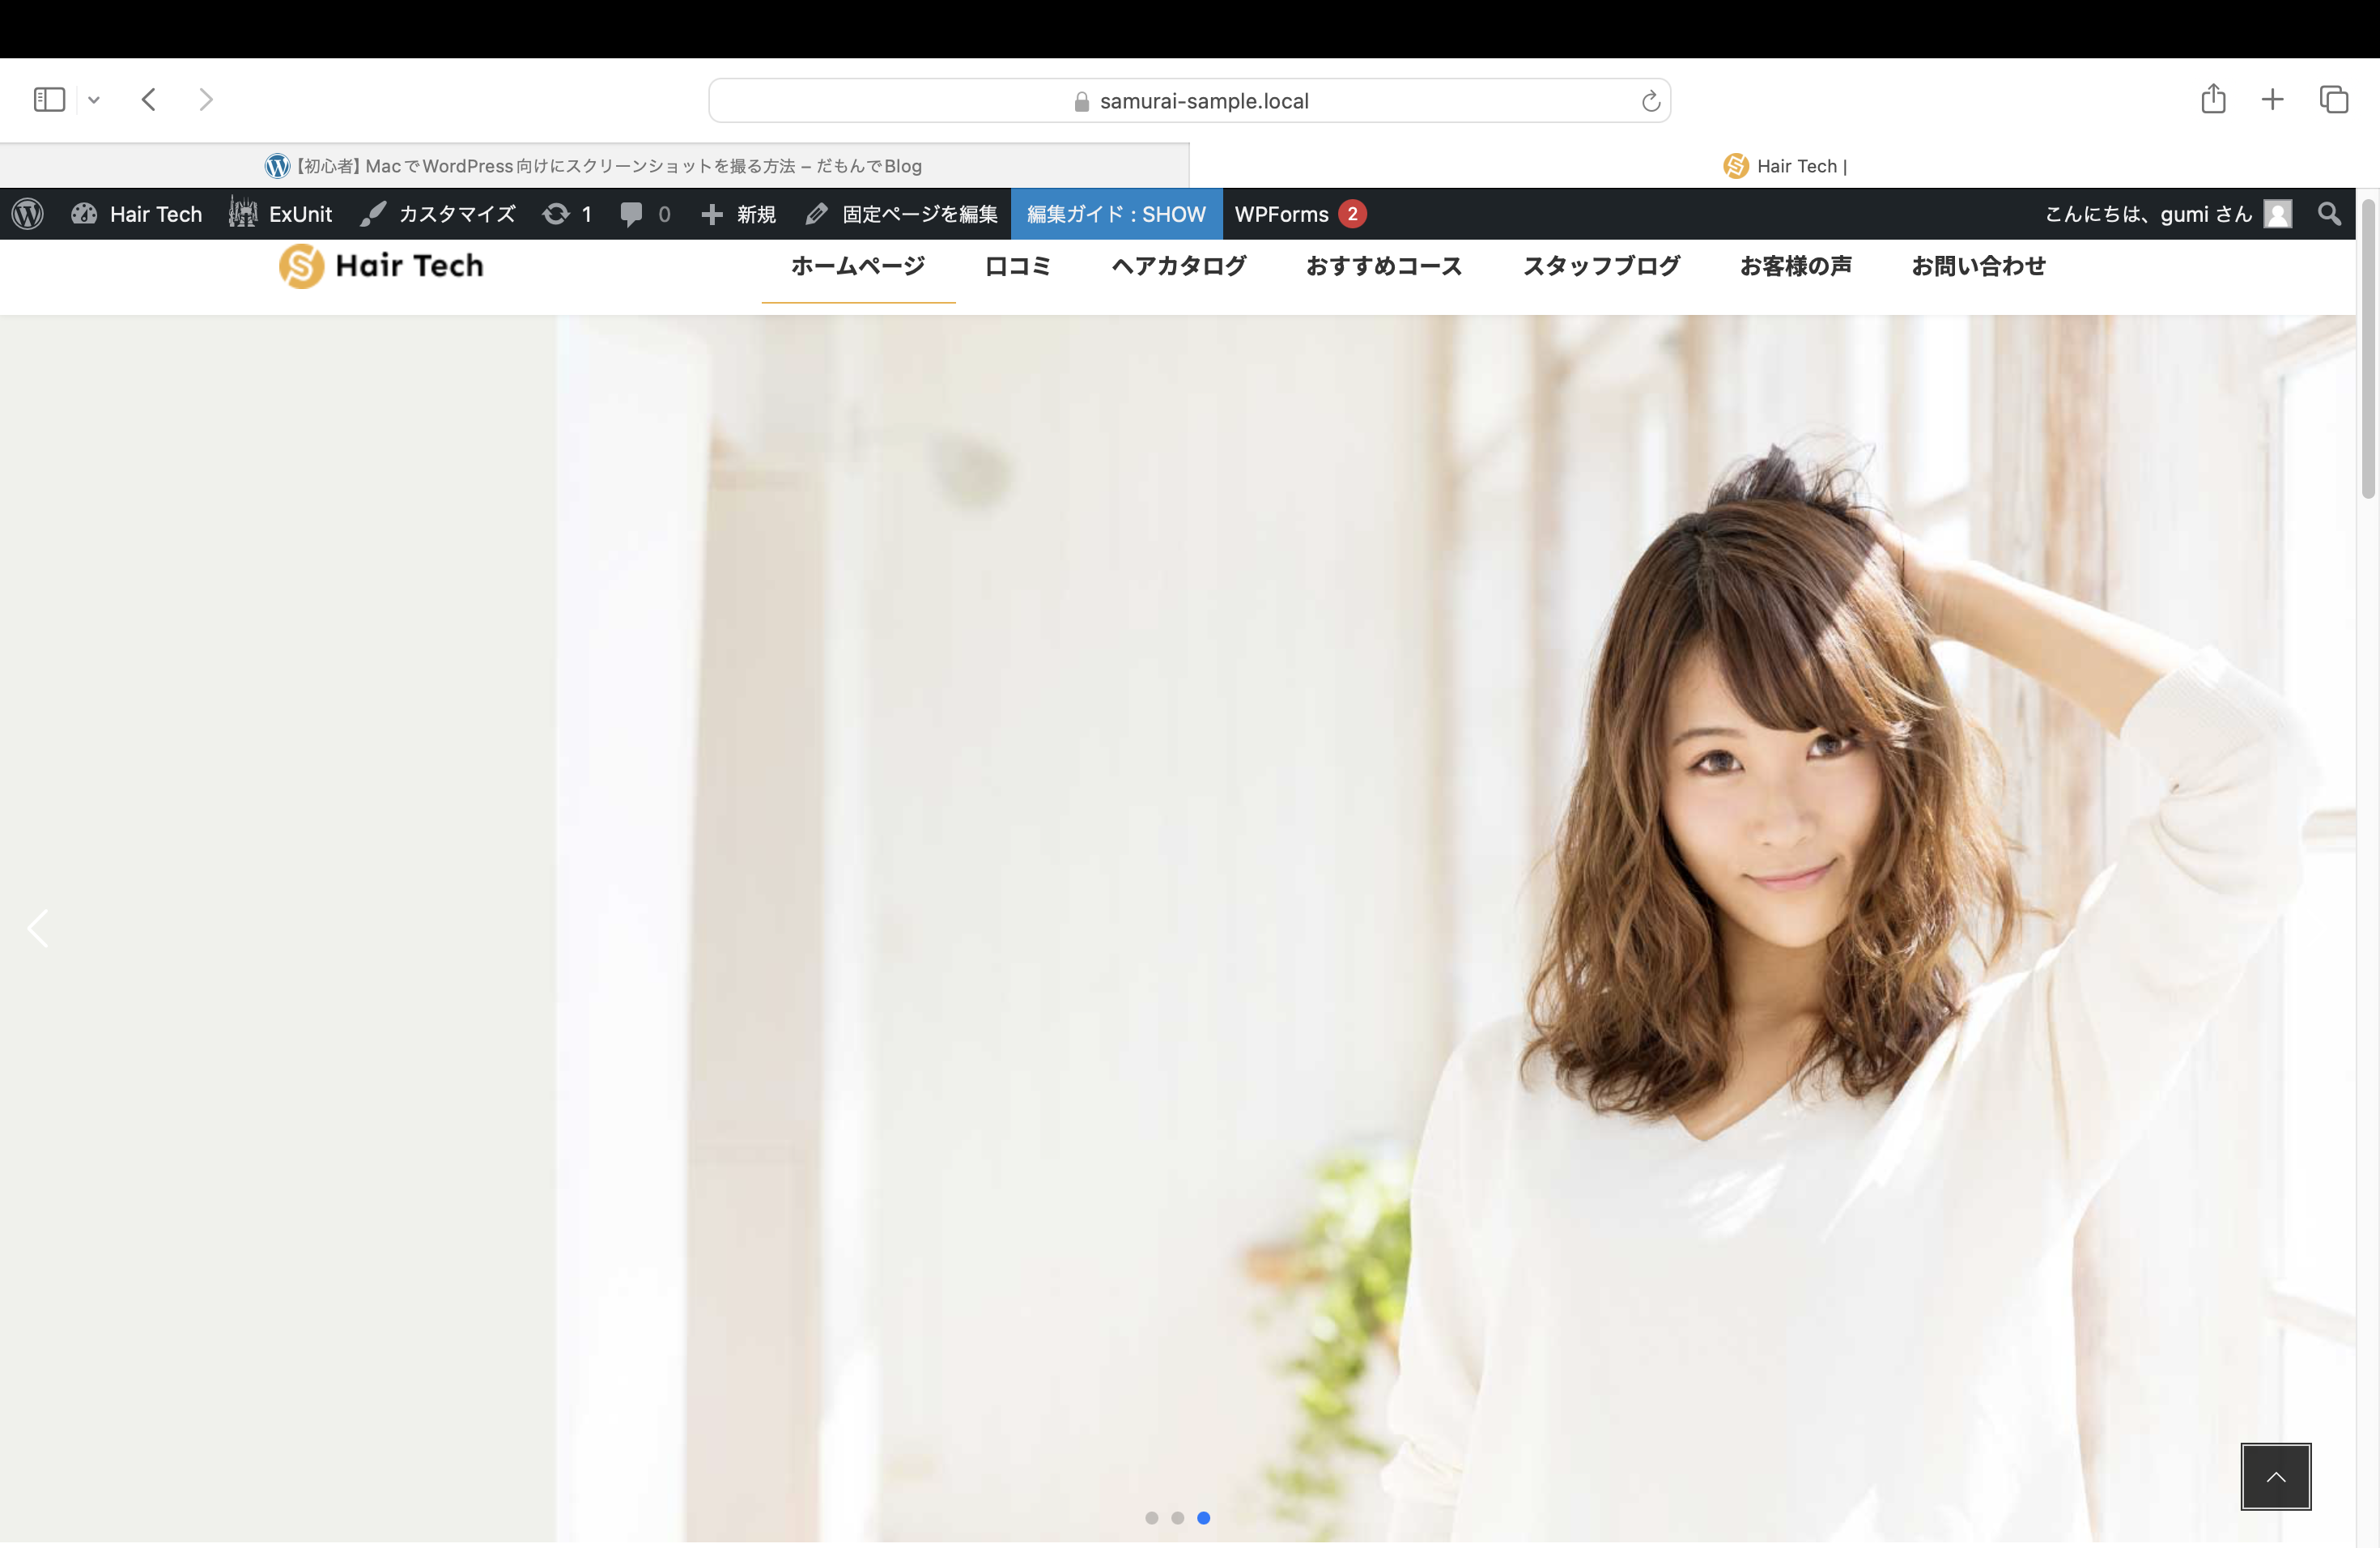 samurai-sample.local
【初心者】MacでWordPress向けにスクリーンショットを撮る方法 – だもんでBlog
Hair Tech |
Hair Tech ExUnit カスタマイズ 1 0 新規 固定ページを編集 編集ガイド : SHOW WPForms 2 こんにちは、gumi さん
Hair Tech ホームページ 口コミ ヘアカタログ おすすめコース スタッフブログ お客様の声 お問い合わせ